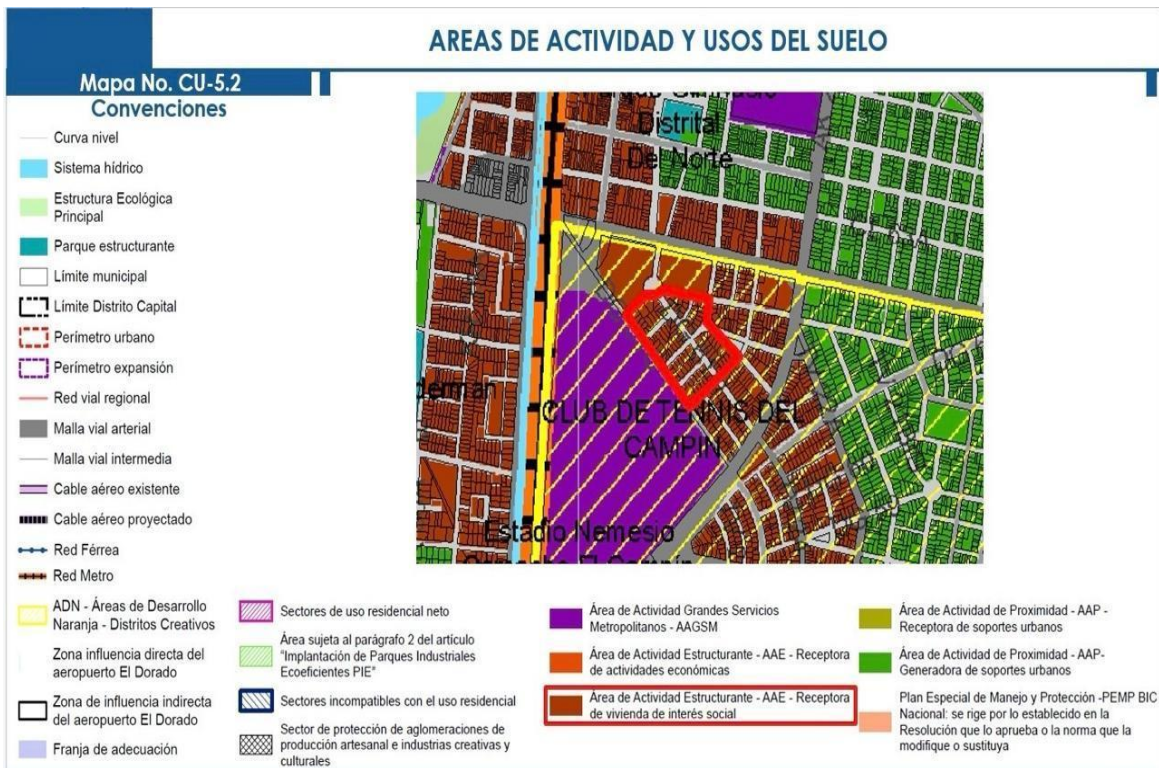 AREAS DE ACTIVIDAD Y USOS DEL SUELO
Mapa No. CU-5.2
Convenciones
Curva nivel
Sistema hídrico
Estructura Ecológica
Principal
Parque estructurante
Límite municipal
Límite Distrito Capital
Perímetro urbano
Perímetro expansión
Red vial regional
Malla vial arterial
Malla vial intermedia
Cable aéreo existente
Cable aéreo proyectado
Red Férrea
Red Metro
ADN - Áreas de Desarrollo
Naranja - Distritos Creativos
Zona influencia directa del
aeropuerto El Dorado
Zona de influencia indirecta
del aeropuerto El Dorado
Franja de adecuación
Distrital
Del Norte
CLUB DE TENNIS DEL
CAMPIN
Estadio Nemesio
Sectores de uso residencial neto
Área sujeta al parágrafo 2 del artículo
"Implantación de Parques Industriales
Ecoeficientes PIE"
Sectores incompatibles con el uso residencial
Sector de protección de aglomeraciones de
producción artesanal e industrias creativas y
culturales
Área de Actividad Grandes Servicios
Metropolitanos - AAGSM
Área de Actividad Estructurante - AAE - Receptora
de actividades económicas
Área de Actividad Estructurante - AAE - Receptora
de vivienda de interés social
Área de Actividad de Proximidad - AAP -
Receptora de soportes urbanos
Área de Actividad de Proximidad - AAP-
Generadora de soportes urbanos
Plan Especial de Manejo y Protección -PEMP BIC
Nacional: se rige por lo establecido en la
Resolución que lo aprueba o la norma que la
modifique o sustituya